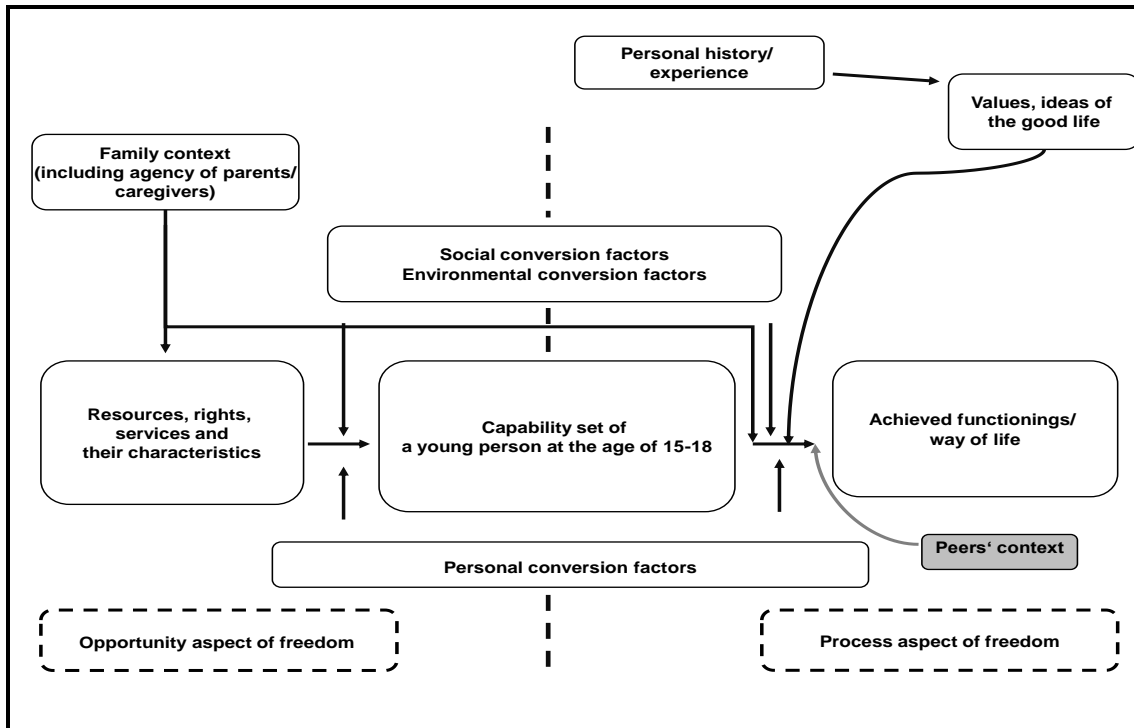 Personal history/
experience
Values, ideas of
the good life
Family context
(including agency of parents/
caregivers)
Social conversion factors
Environmental conversion factors
Resources, rights,
services and
their characteristics
Capability set of
a young person at the age of 15-18
Achieved functionings/
way of life
Peers‘ context
Personal conversion factors
Opportunity aspect of freedom
Process aspect of freedom